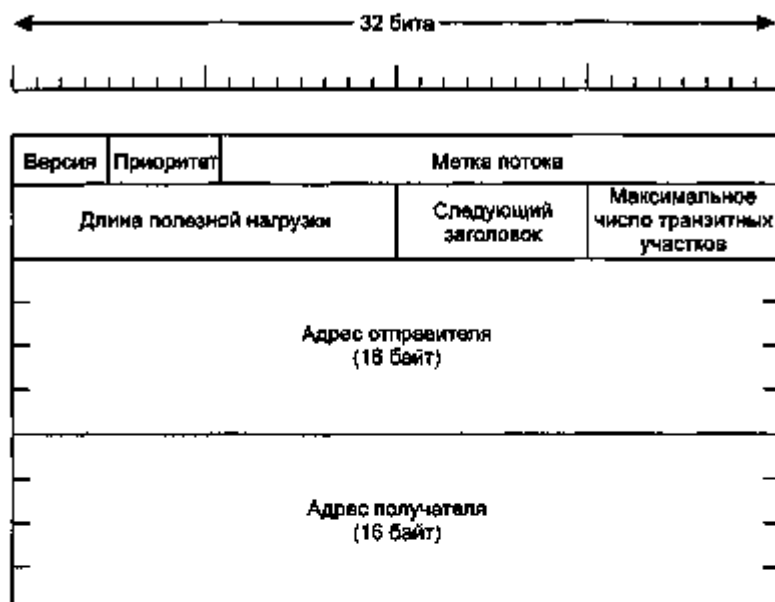 32 бита
Версия
Приоритет
Метка потока
Длина полезной нагрузки
Следующий
заголовок
Максимальное
число транзитных
участков
Адрес отправителя
(16 байт)
Адрес получателя
(16 байт)